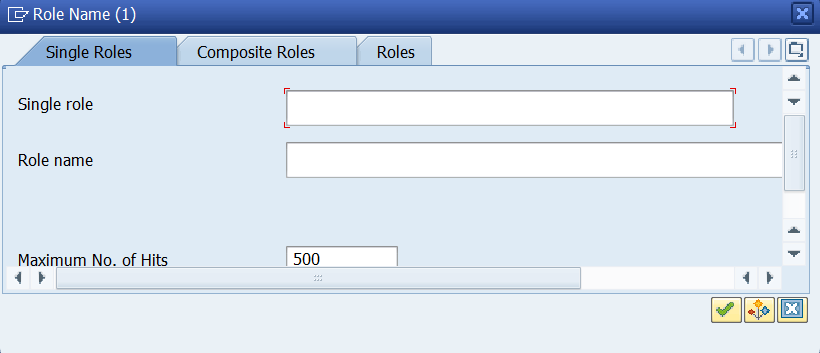 Role Name (1)
Single Roles Composite Roles Roles
Single role
Role name
Maximum No. of Hits 500